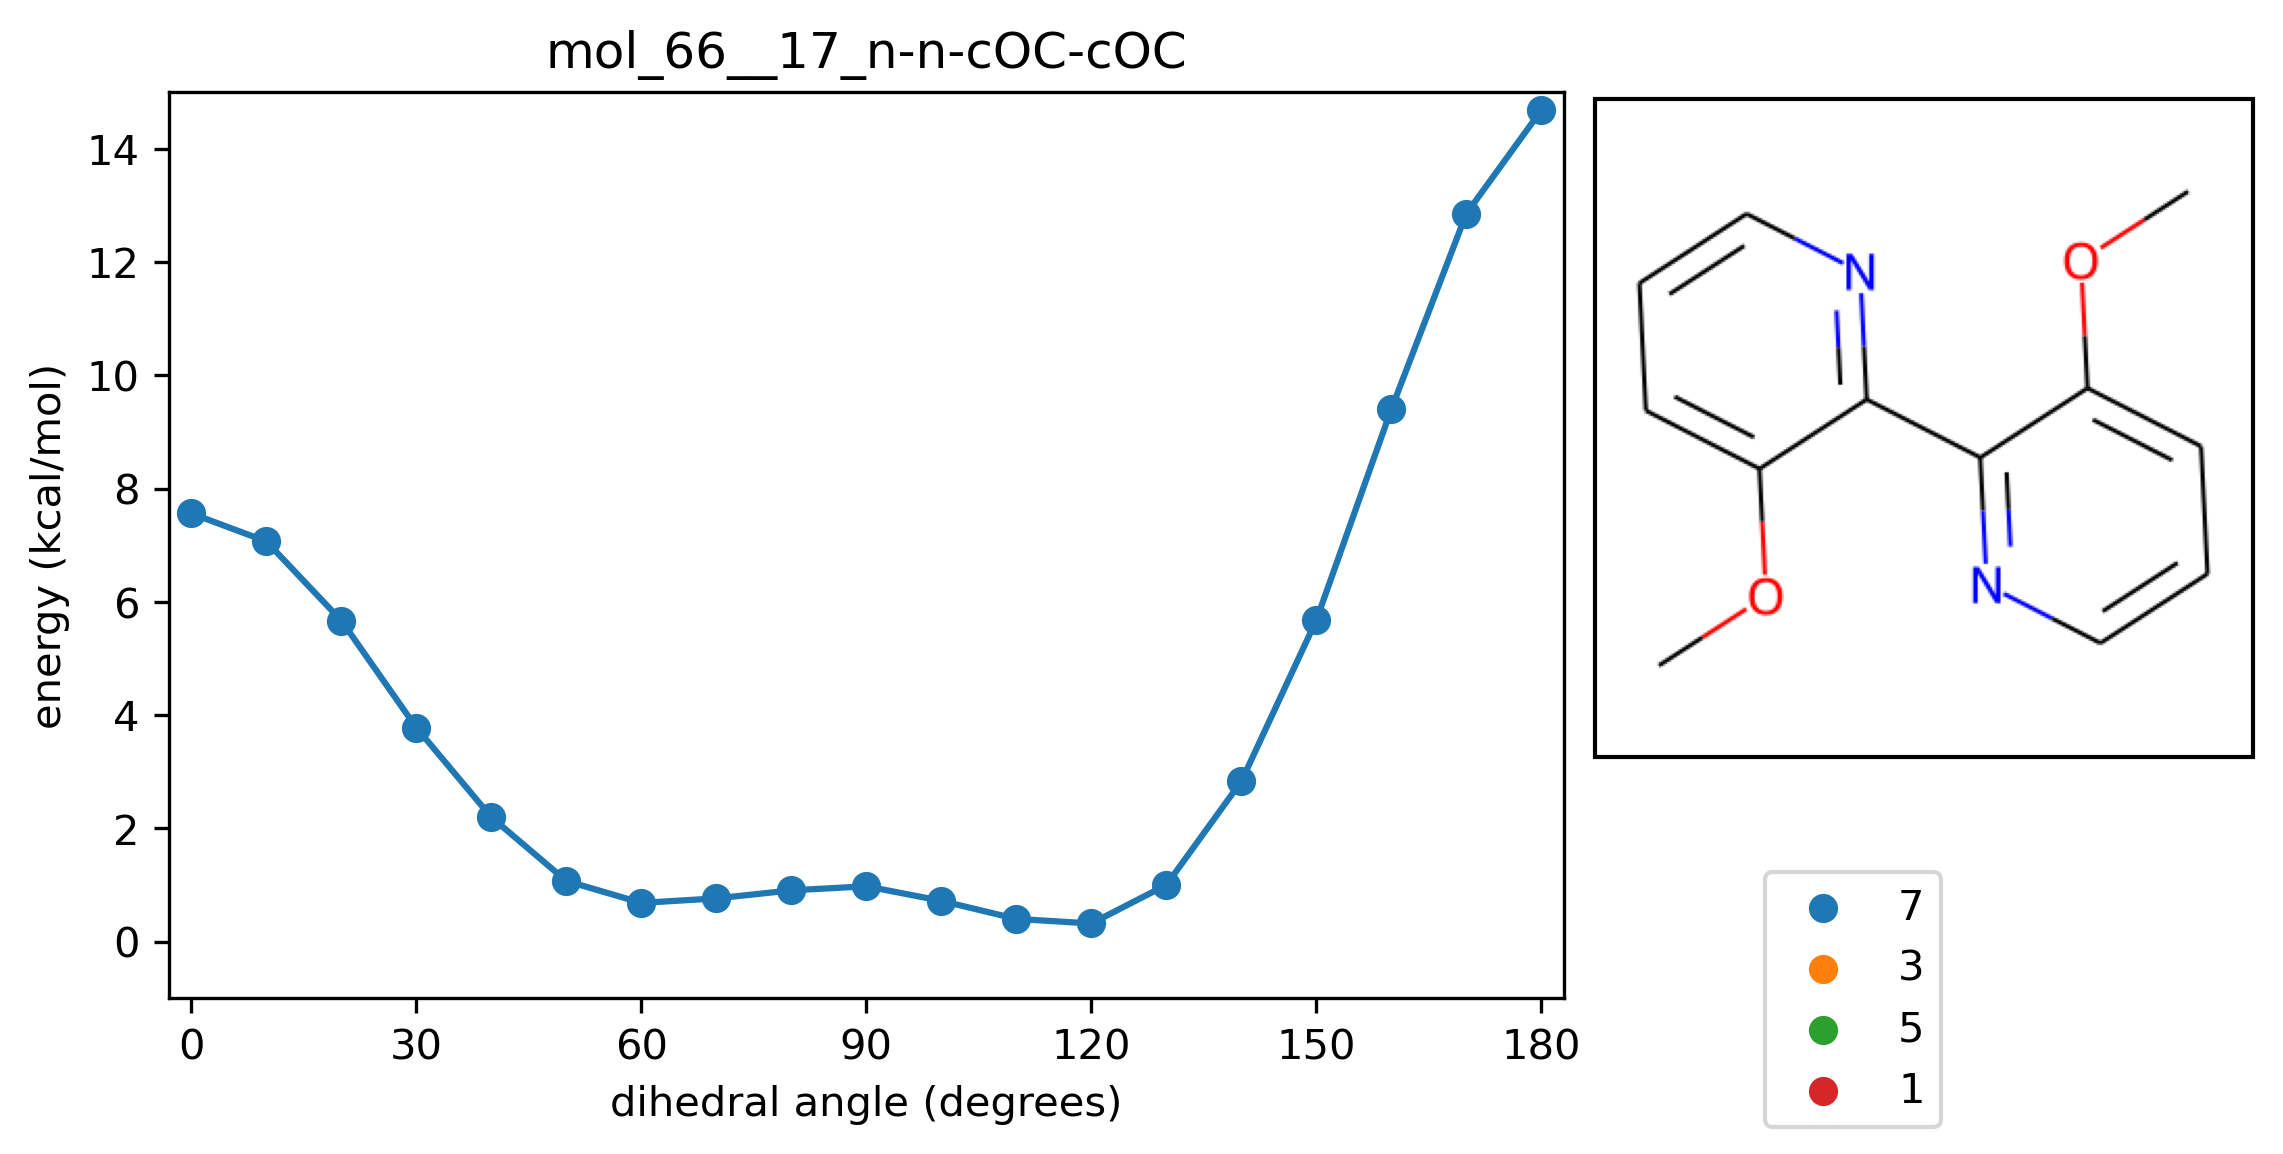 mol_66__17_n-n-cOC-cOC
14
12
10
8
6
4
2
0
energy (kcal/mol)
0 30 60 90 120 150 180
dihedral angle (degrees)
N
O
O
N
7
3
5
1